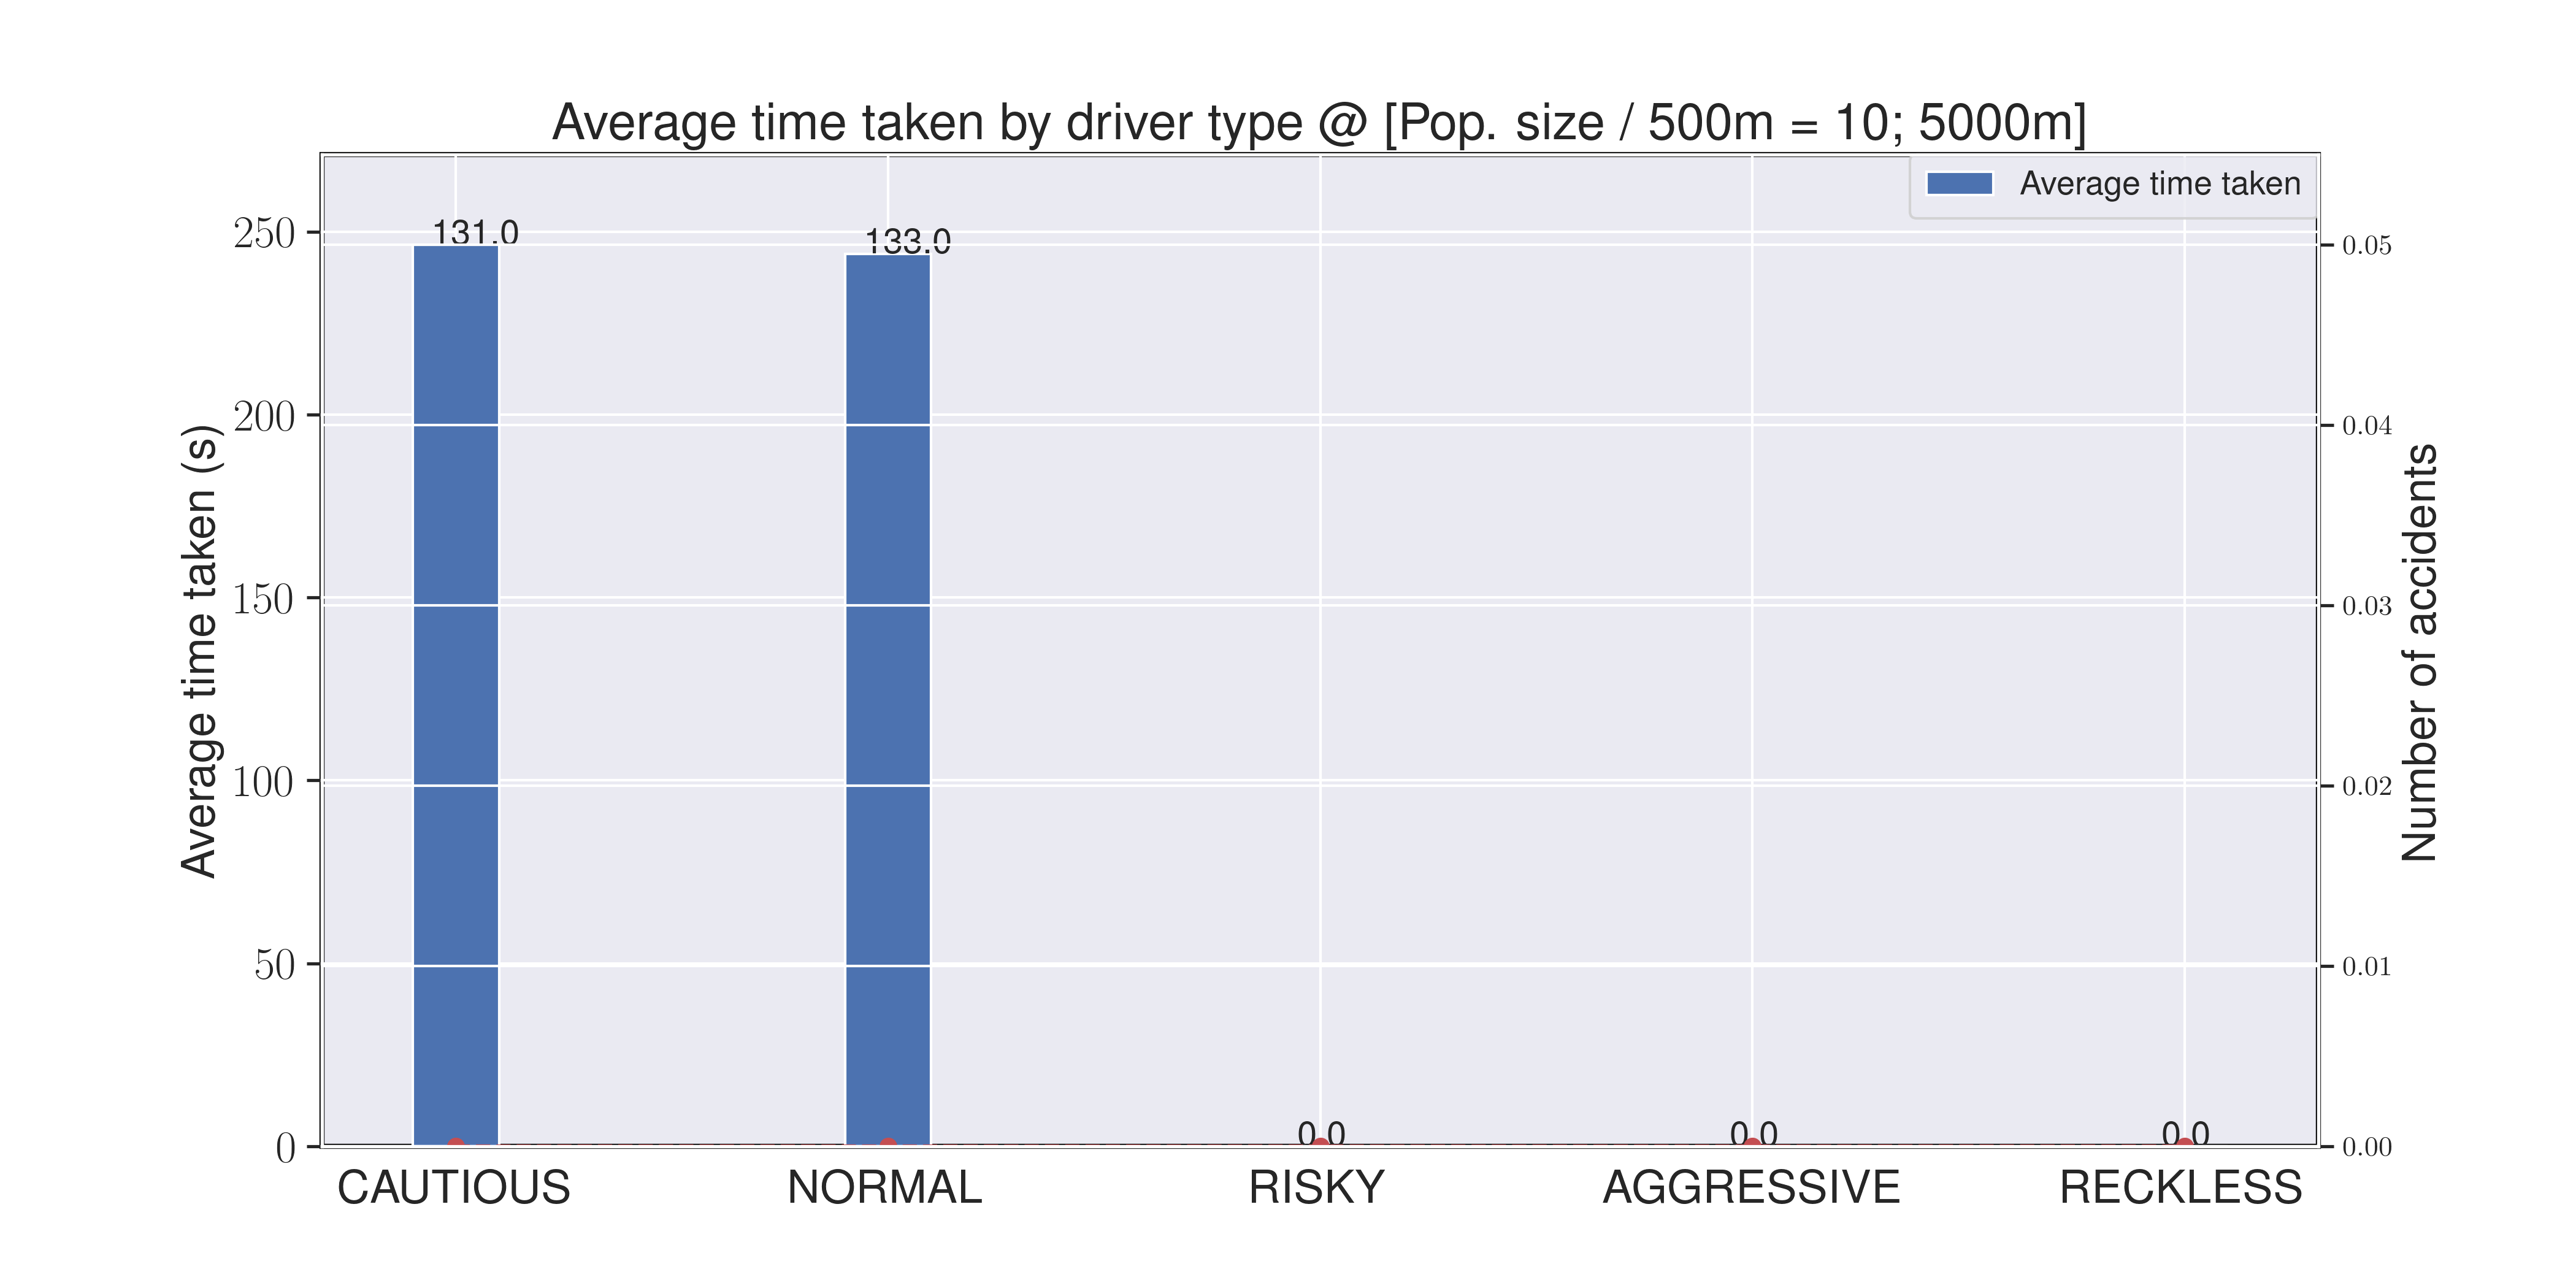 Average time taken by driver type @ [Pop. size / 500m = 10; 5000m]
Average time taken
250
200
150
100
50
0
Average time taken (s)
131.0
133.0
0.0
0.0
0.0
0.05
0.04
0.03
0.02
0.01
0.00
Number of accidents
CAUTIOUS
NORMAL
RISKY
AGGRESSIVE
RECKLESS